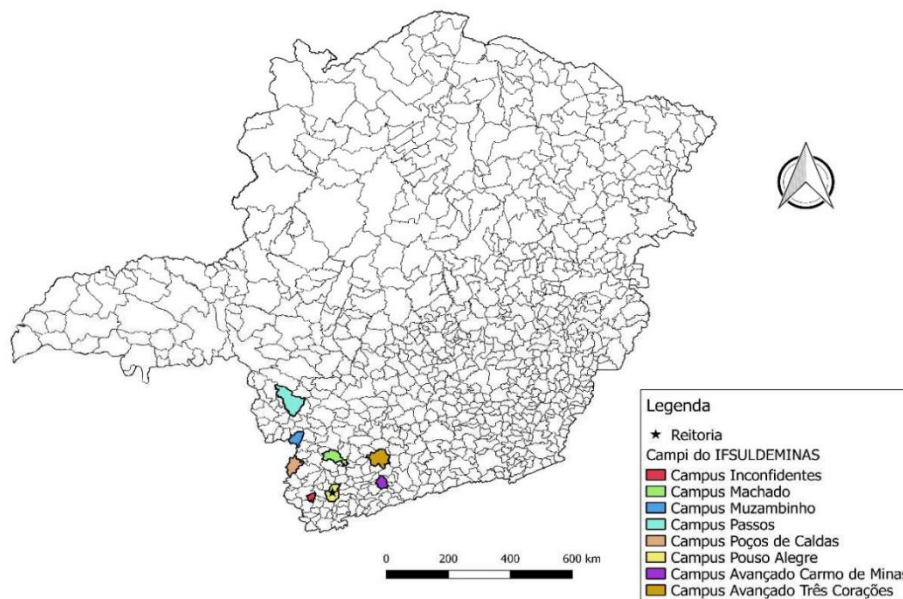 Legenda
Reitoria
Campi do IFSULDEMINAS
Campus Inconfidentes
Campus Machado
Campus Muzambinho
Campus Passos
Campus Poços de Caldas
Campus Pouso Alegre
Campus Avançado Carmo de Minas
Campus Avançado Três Corações
200 400 600 km